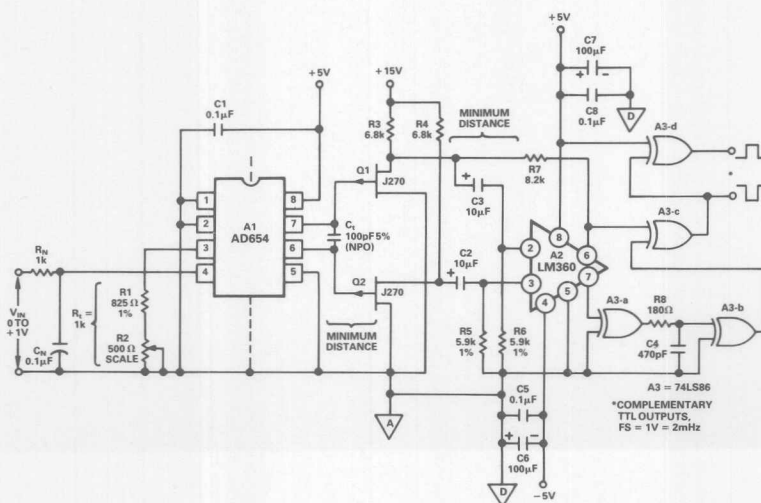 +5V
C7
100µF
+ −
C8
0.1µF
D
+5V
+15V
C1
0.1µF
R3
6.8k
R4
6.8k
MINIMUM
DISTANCE
A3-d
*
Q1
J270
R7
8.2k
+
C3
10µF
1
2
3
4
8
7
6
5
A1
AD654
Ct
100pF 5%
(NPO)
A3-c
RN
1k
VIN
0 TO
+1V
CN
0.1µF
Rt =
1k
R1
825 Ω
1%
R2
500 Ω
SCALE
Q2
J270
MINIMUM
DISTANCE
C2
+
10µF
2
3
8
6
7
4
5
A2
LM360
R5
5.9k
1%
R6
5.9k
1%
A3-a
R8
180Ω
A3-b
C4
470pF
A3 = 74LS86
*COMPLEMENTARY
TTL OUTPUTS,
FS = 1V = 2mHz
A
C5
0.1µF
+ −
C6
100µF
D
−5V